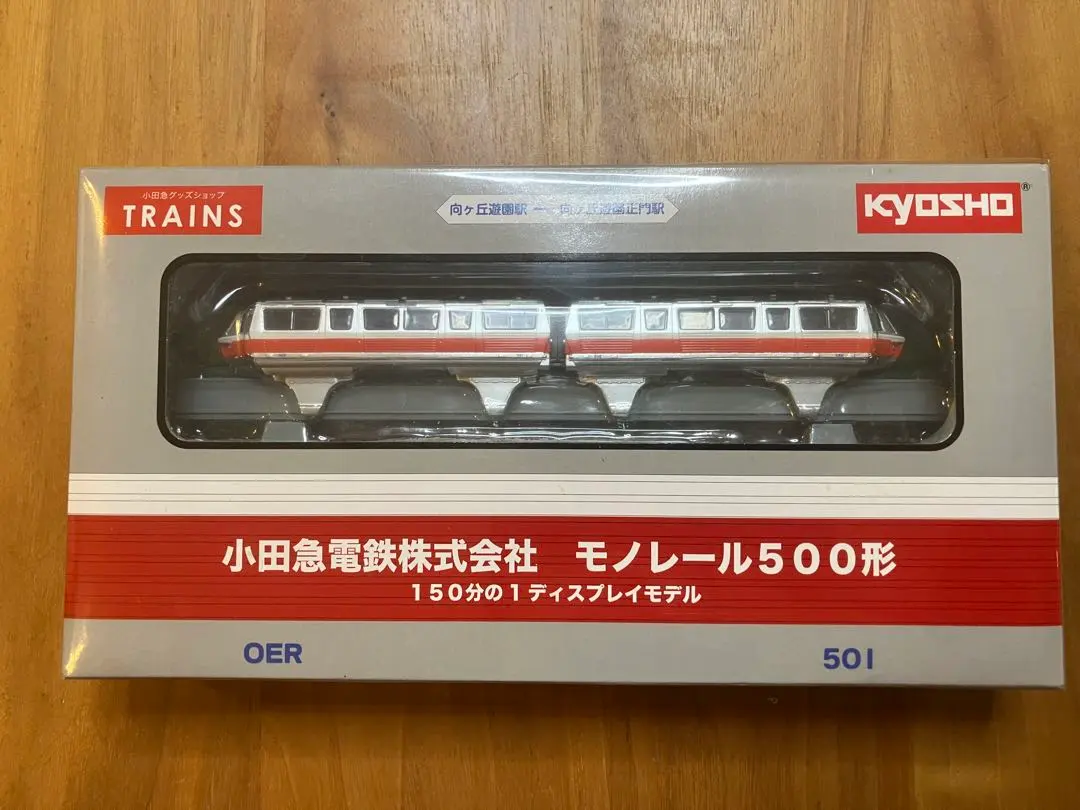 小田急グッズショップ
TRAINS
向ヶ丘遊園駅 ― 向ヶ丘遊園正門駅
KYOSHO®
小田急電鉄株式会社 モノレール500形
150分の1ディスプレイモデル
OER
501